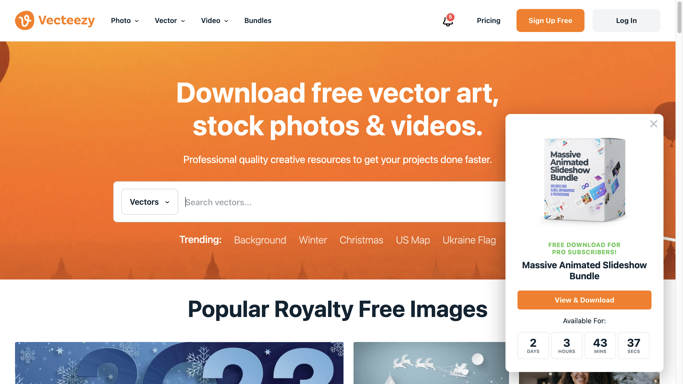 Vecteezy
Photo
Vector
Video
Bundles
8
Pricing
Sign Up Free
Log In
Download free vector art,
stock photos & videos.
Professional quality creative resources to get your projects done faster.
Vectors
Search vectors...
Trending:
Background
Winter
Christmas
US Map
Ukraine Flag
Popular Royalty Free Images
2023
Massive
Animated
Slideshow
Bundle
FREE DOWNLOAD FOR
PRO SUBSCRIBERS!
Massive Animated Slideshow
Bundle
View & Download
Available For:
2
DAYS
3
HOURS
43
MINS
37
SECS